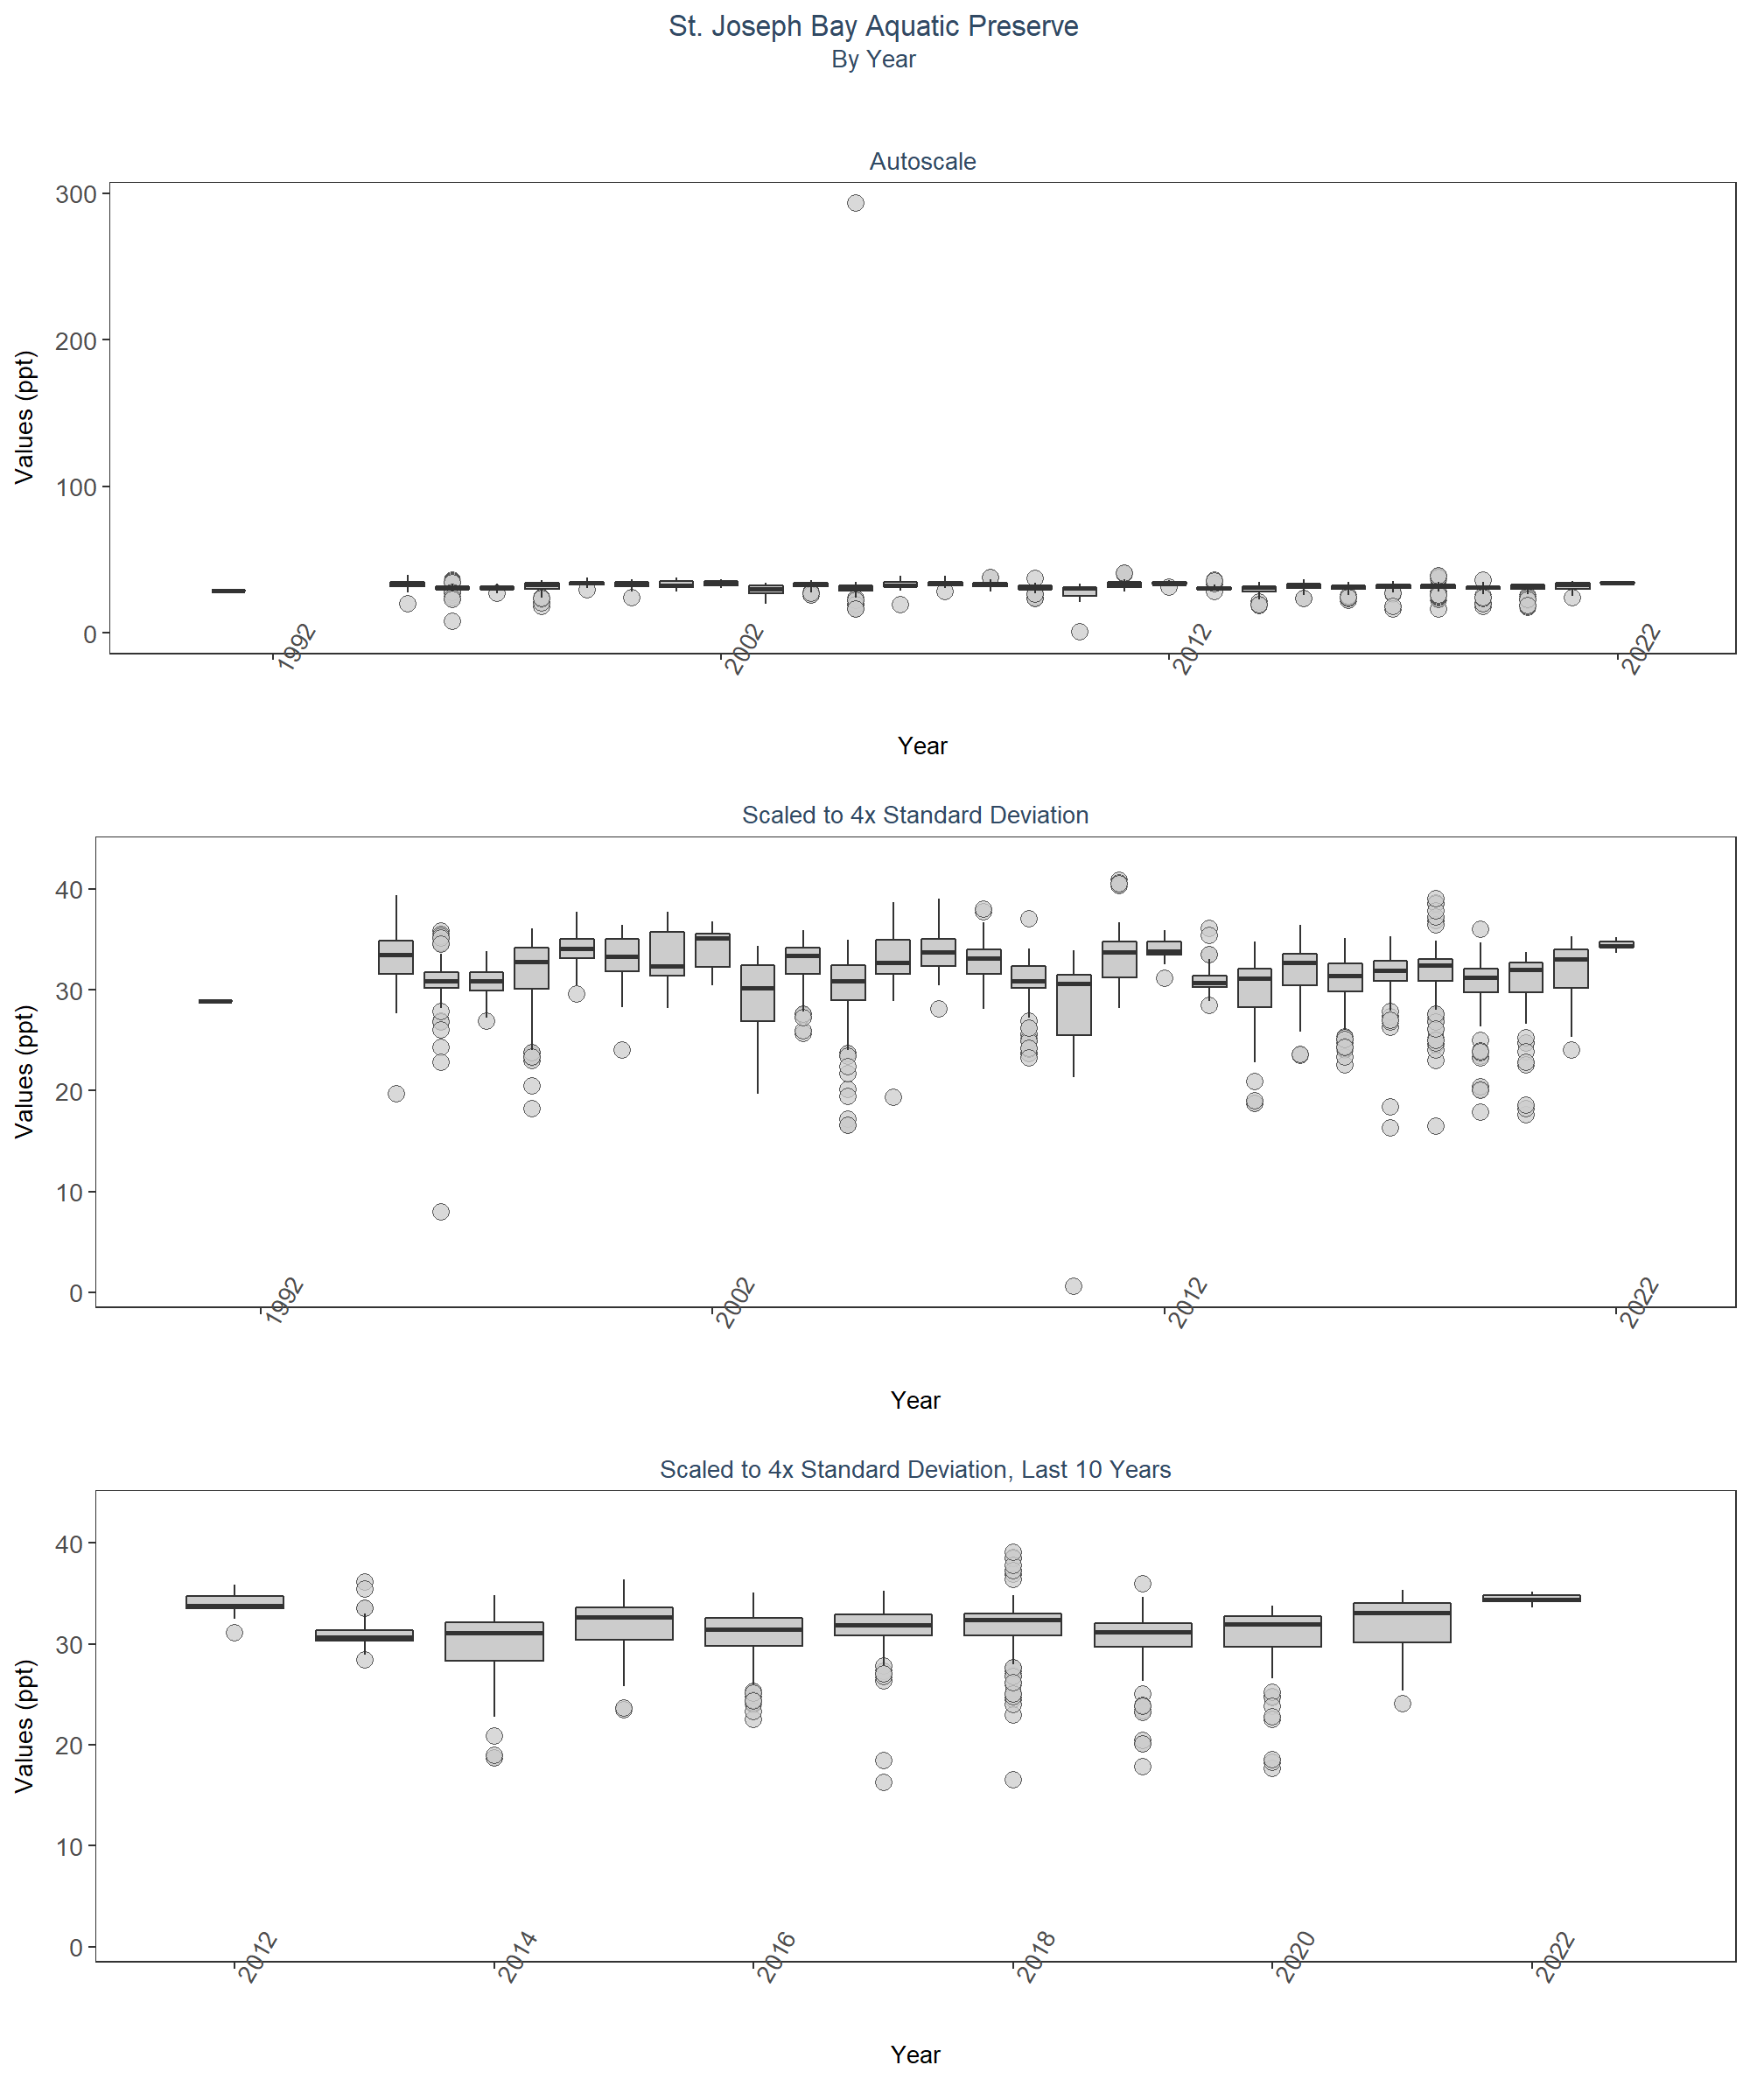 St. Joseph Bay Aquatic Preserve
By Year
Autoscale
Values (ppt)
300
200
100
0
1992
2002
2012
2022
Year
Scaled to 4x Standard Deviation
Values (ppt)
40
30
20
10
0
1992
2002
2012
2022
Year
Scaled to 4x Standard Deviation, Last 10 Years
Values (ppt)
40
30
20
10
0
2012
2014
2016
2018
2020
2022
Year